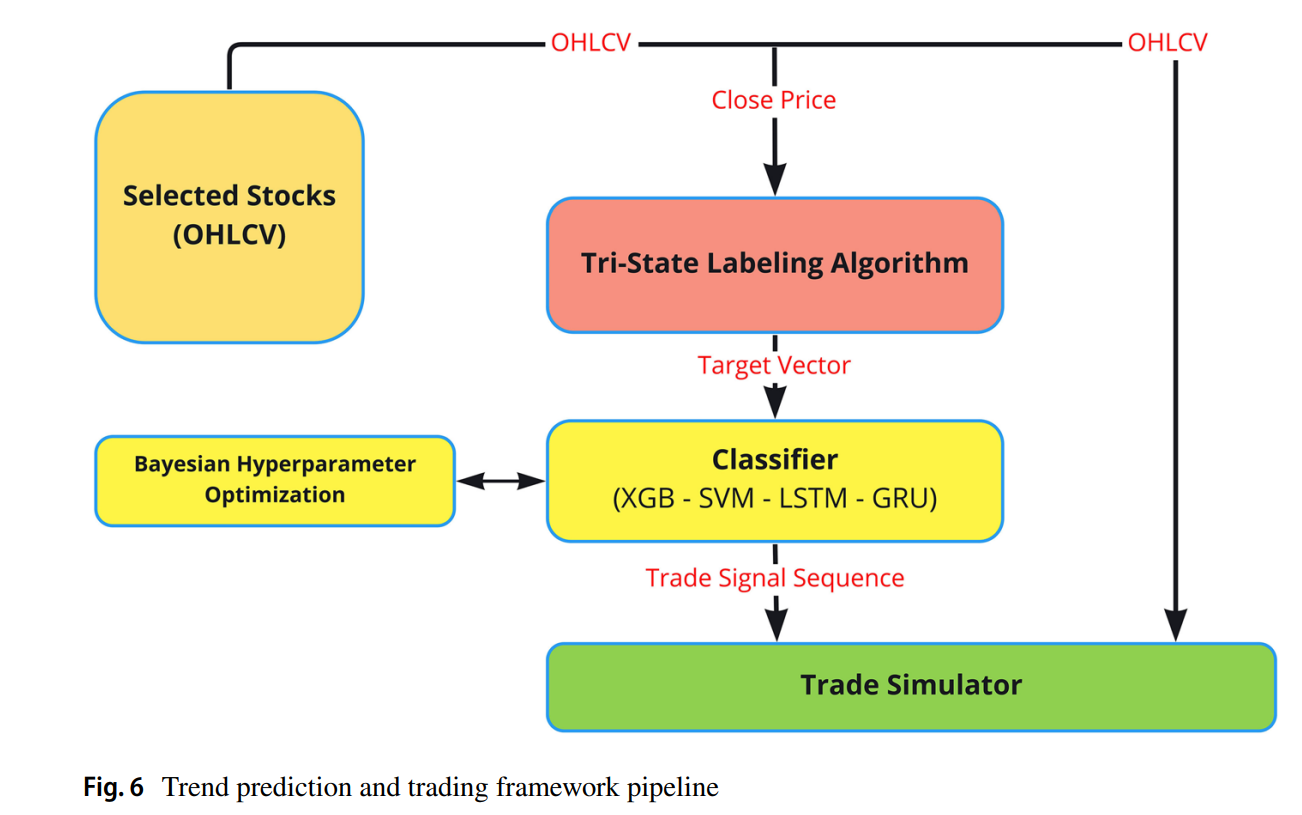 OHLCV
OHLCV
Close Price
Selected Stocks
(OHLCV)
Tri-State Labeling Algorithm
Target Vector
Bayesian Hyperparameter
Optimization
Classifier
(XGB - SVM - LSTM - GRU)
Trade Signal Sequence
Trade Simulator
Fig. 6 Trend prediction and trading framework pipeline